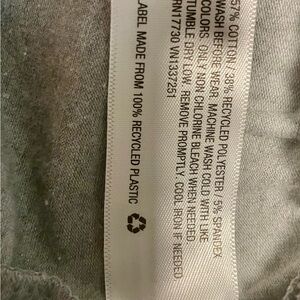 57% COTTON / 38% RECYCLED POLYESTER / 5% SPANDEX
WASH BEFORE WEAR. MACHINE WASH COLD WITH LIKE
COLORS. ONLY NON CHLORINE BLEACH WHEN NEEDED.
TUMBLE DRY LOW. REMOVE PROMPTLY. COOL IRON IF NEEDED
RN17730 VN1337251
LABEL MADE FROM 100% RECYCLED PLASTIC